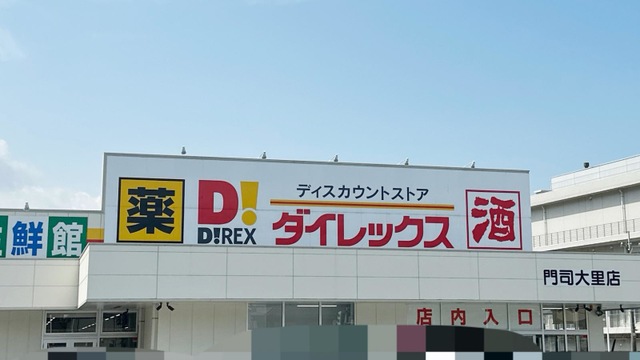 薬
D!
D!REX
ディスカウントストア
ダイレックス
酒
鮮館
門司大里店
店内入口